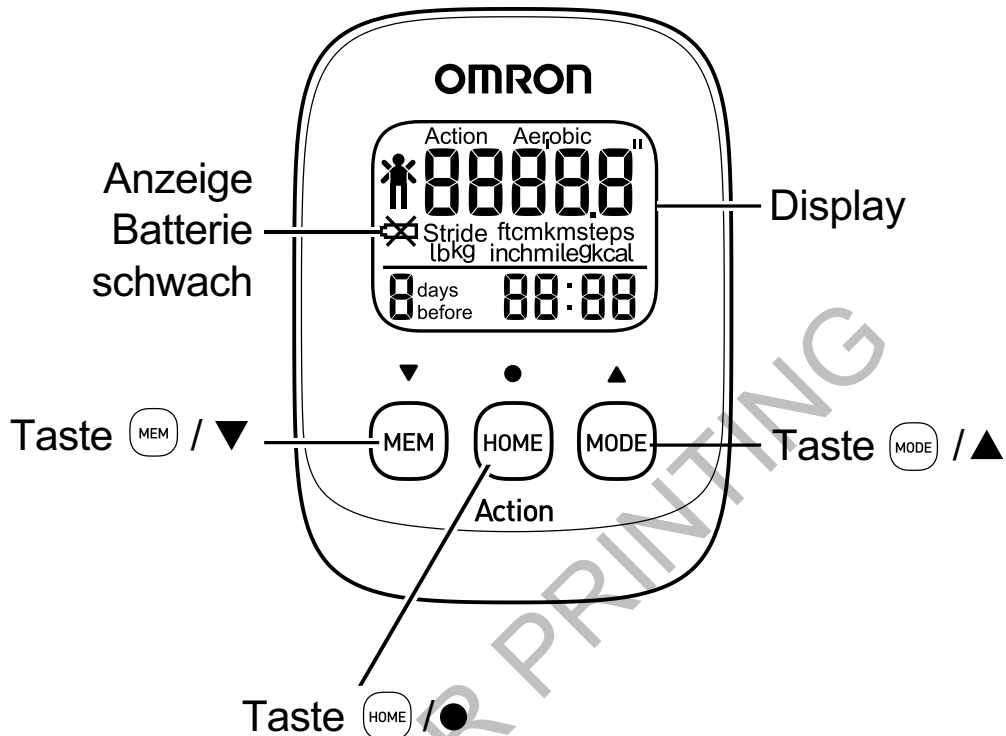 OMRON
Action Aerobic
88888
Anzeige
Batterie
schwach
Display
Stride ftcmkmsteps
lbkg inchmilegkcal
8 days
before
88:88
▼ ● ▲
Taste MEM / ▼
MEM
HOME
MODE
Taste MODE / ▲
Action
Taste HOME / ●
R PRINTING